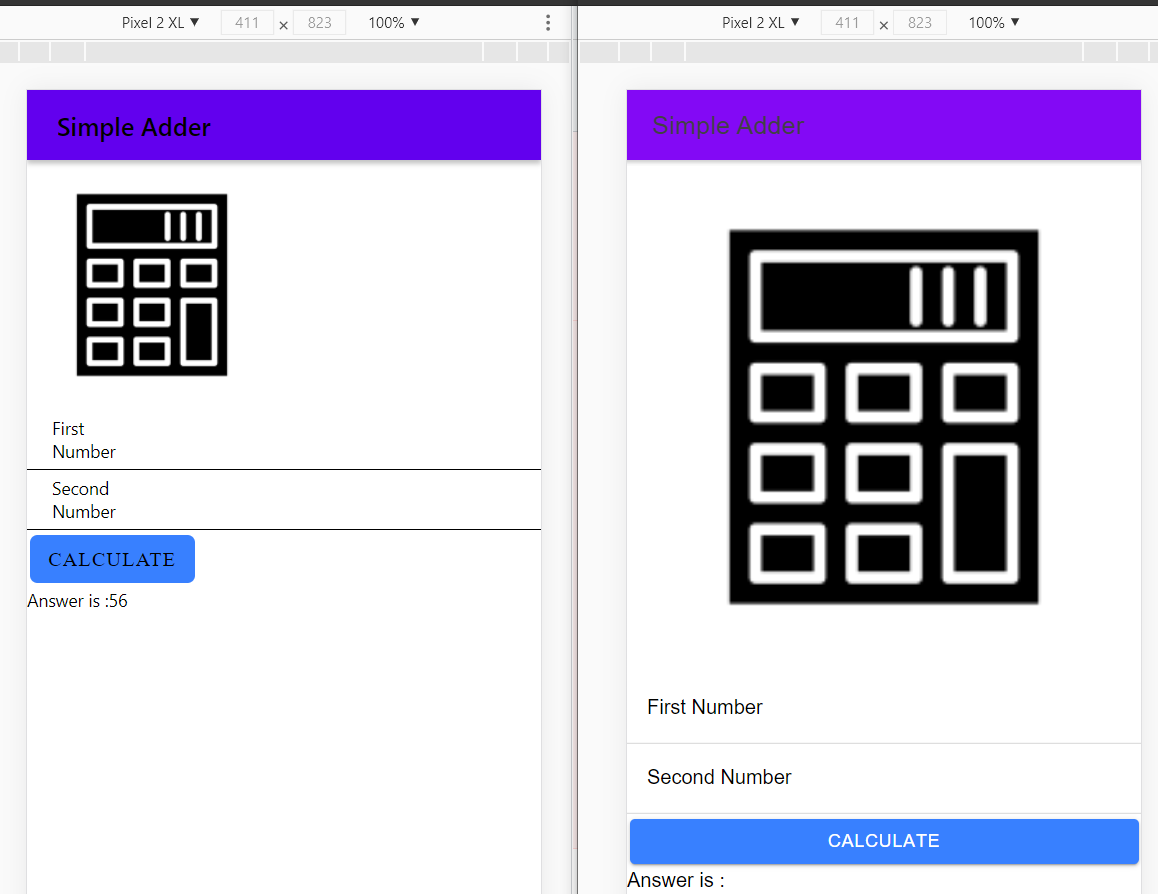 Pixel 2 XL ▼ 411 × 823 100% ▼
Simple Adder
First
Number
Second
Number
CALCULATE
Answer is :56
Pixel 2 XL ▼ 411 × 823 100% ▼
Simple Adder
First Number
Second Number
CALCULATE
Answer is :